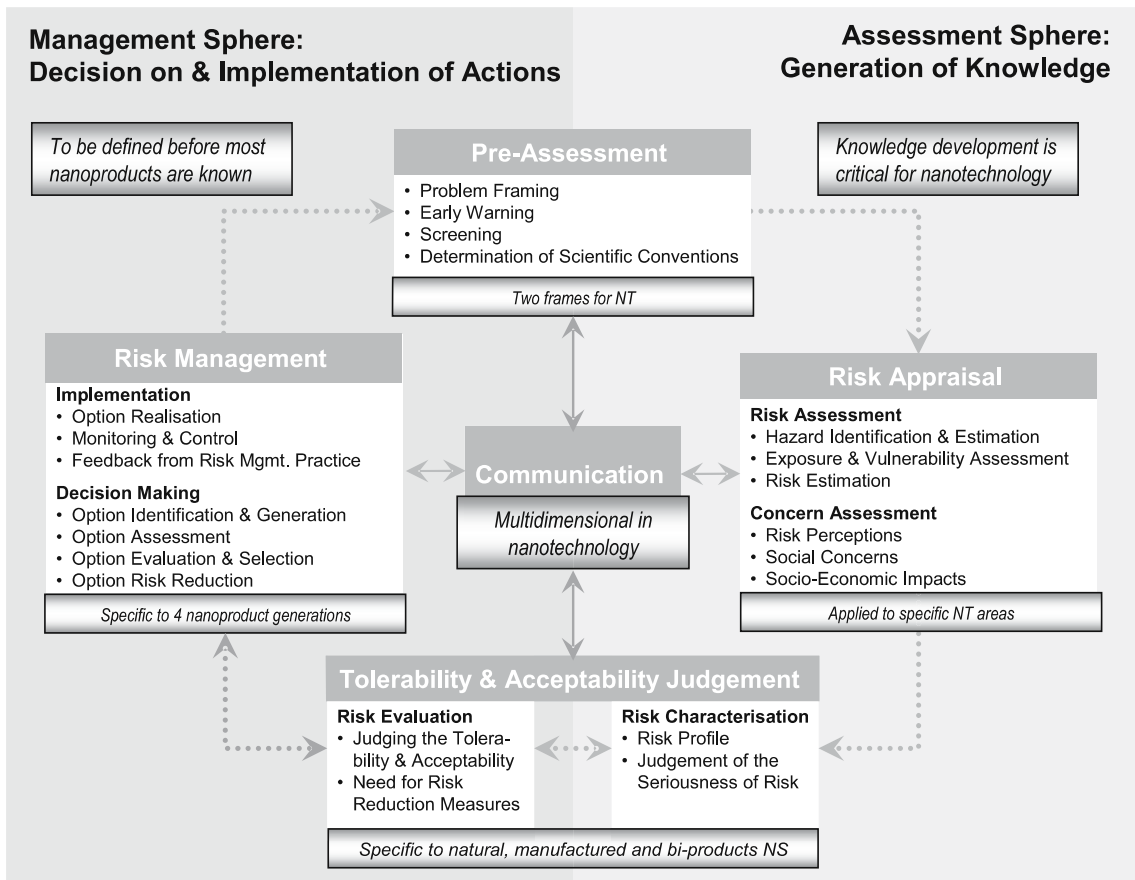 Management Sphere:
Decision on & Implementation of Actions
Assessment Sphere:
Generation of Knowledge
To be defined before most
nanoproducts are known
Pre-Assessment
• Problem Framing
• Early Warning
• Screening
• Determination of Scientific Conventions
Two frames for NT
Knowledge development is
critical for nanotechnology
Risk Management
Implementation
• Option Realisation
• Monitoring & Control
• Feedback from Risk Mgmt. Practice
Decision Making
• Option Identification & Generation
• Option Assessment
• Option Evaluation & Selection
• Option Risk Reduction
Specific to 4 nanoproduct generations
Communication
Multidimensional in
nanotechnology
Risk Appraisal
Risk Assessment
• Hazard Identification & Estimation
• Exposure & Vulnerability Assessment
• Risk Estimation
Concern Assessment
• Risk Perceptions
• Social Concerns
• Socio-Economic Impacts
Applied to specific NT areas
Tolerability & Acceptability Judgement
Risk Evaluation
• Judging the Tolera-
bility & Acceptability
• Need for Risk
Reduction Measures
Risk Characterisation
• Risk Profile
• Judgement of the
Seriousness of Risk
Specific to natural, manufactured and bi-products NS